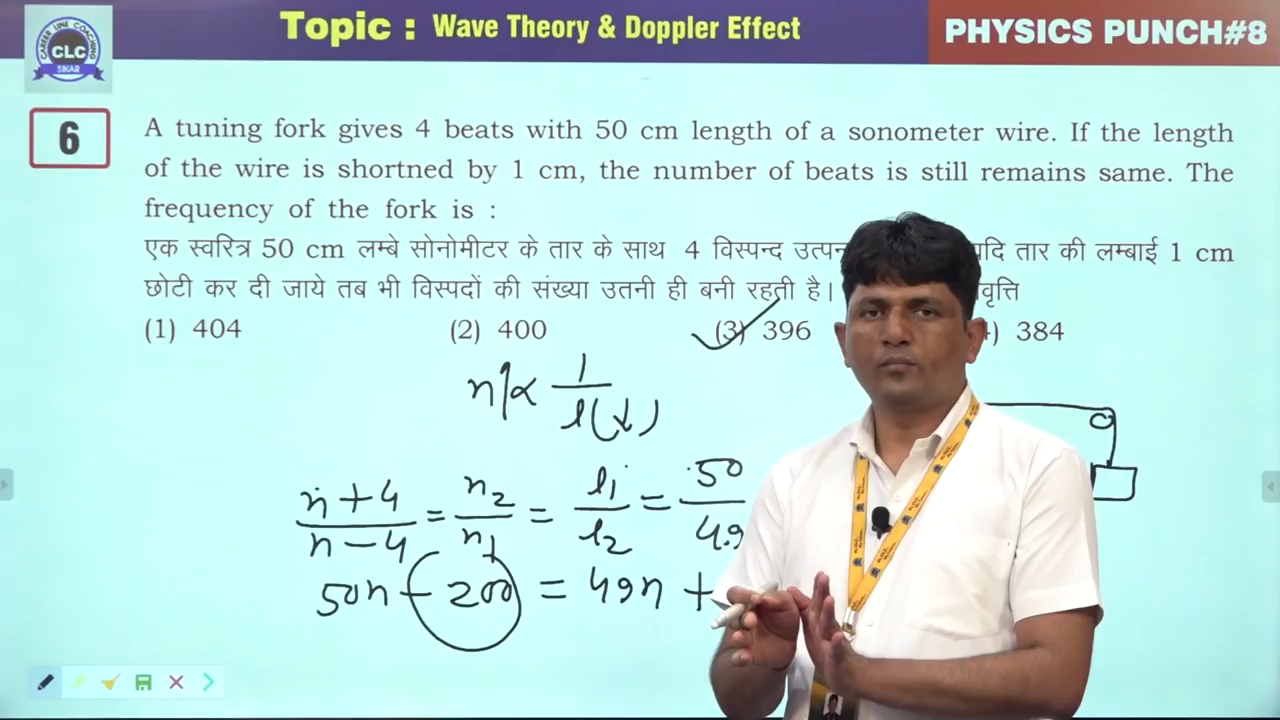 Topic : Wave Theory & Doppler Effect
PHYSICS PUNCH#8
CAREER LINE COACHING
CLC
SIKAR
6
A tuning fork gives 4 beats with 50 cm length of a sonometer wire. If the length
of the wire is shortned by 1 cm, the number of beats is still remains same. The
frequency of the fork is :
एक स्वरित्र 50 cm लम्बे सोनोमीटर के तार के साथ 4 विस्पन्द उत्पन यदि तार की लम्बाई 1 cm
छोटी कर दी जाये तब भी विस्पदों की संख्या उतनी ही बनी रहती है। वृत्ति
(1) 404 (2) 400 (3) 396 4) 384
n ∝ 1/l(↓)
n+4/n-4 = n2/n1 = l1/l2 = 50/49
50n - 200 = 49n +